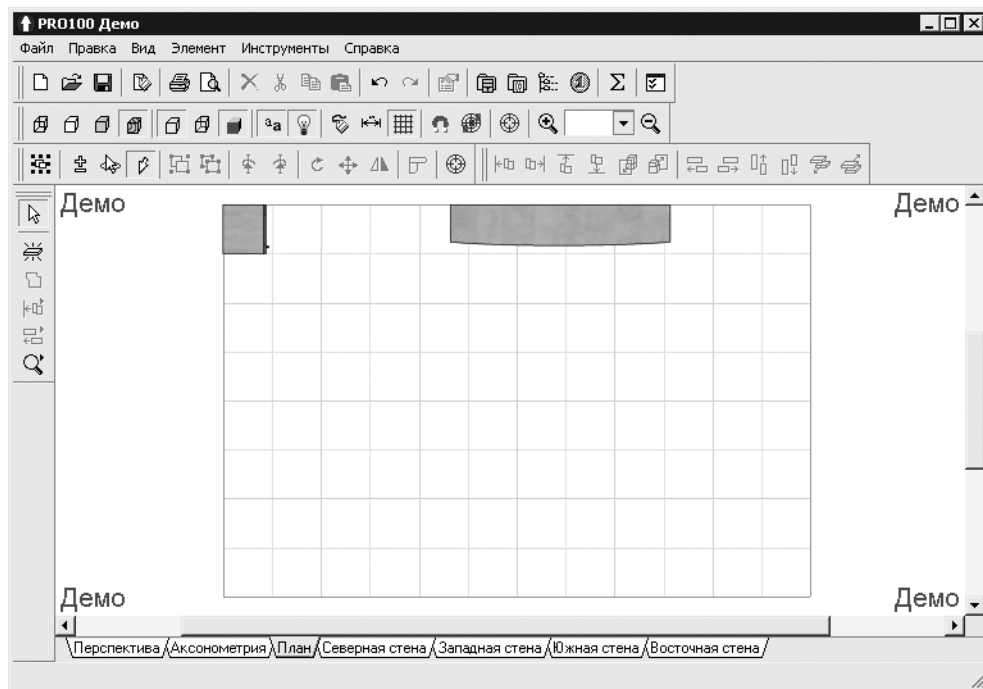 PRO100 Демо
Файл Правка Вид Элемент Инструменты Справка
Демо Демо
Демо Демо
Перспектива Аксонометрия План Северная стена Западная стена Южная стена Восточная стена